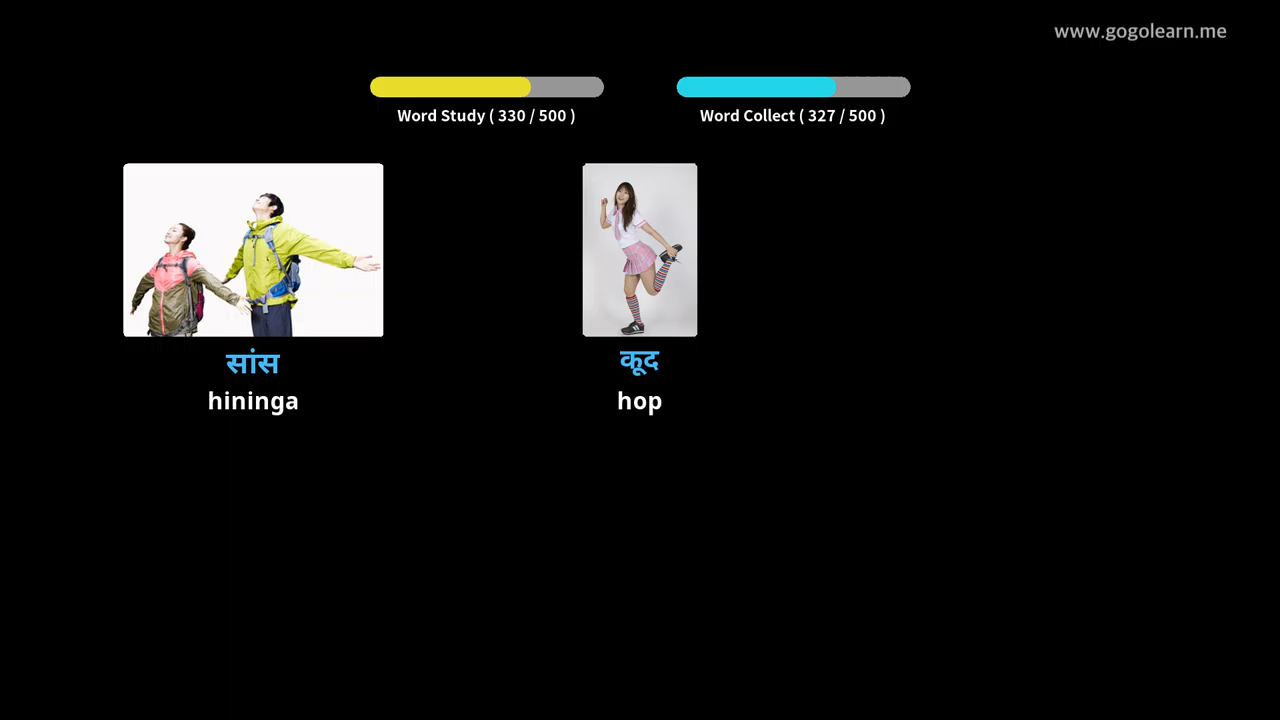 www.gogolearn.me
Word Study ( 330 / 500 )
Word Collect ( 327 / 500 )
सांस
hininga
कूद
hop